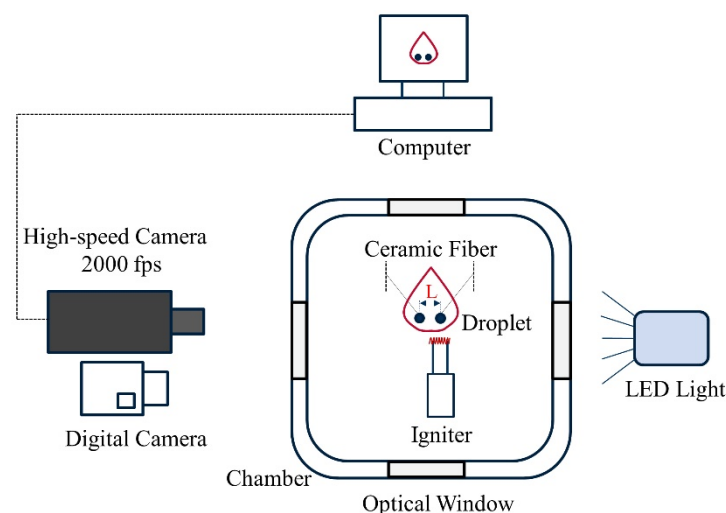 Computer
High-speed Camera
2000 fps
Ceramic Fiber
L
Droplet
LED Light
Digital Camera
Igniter
Chamber
Optical Window